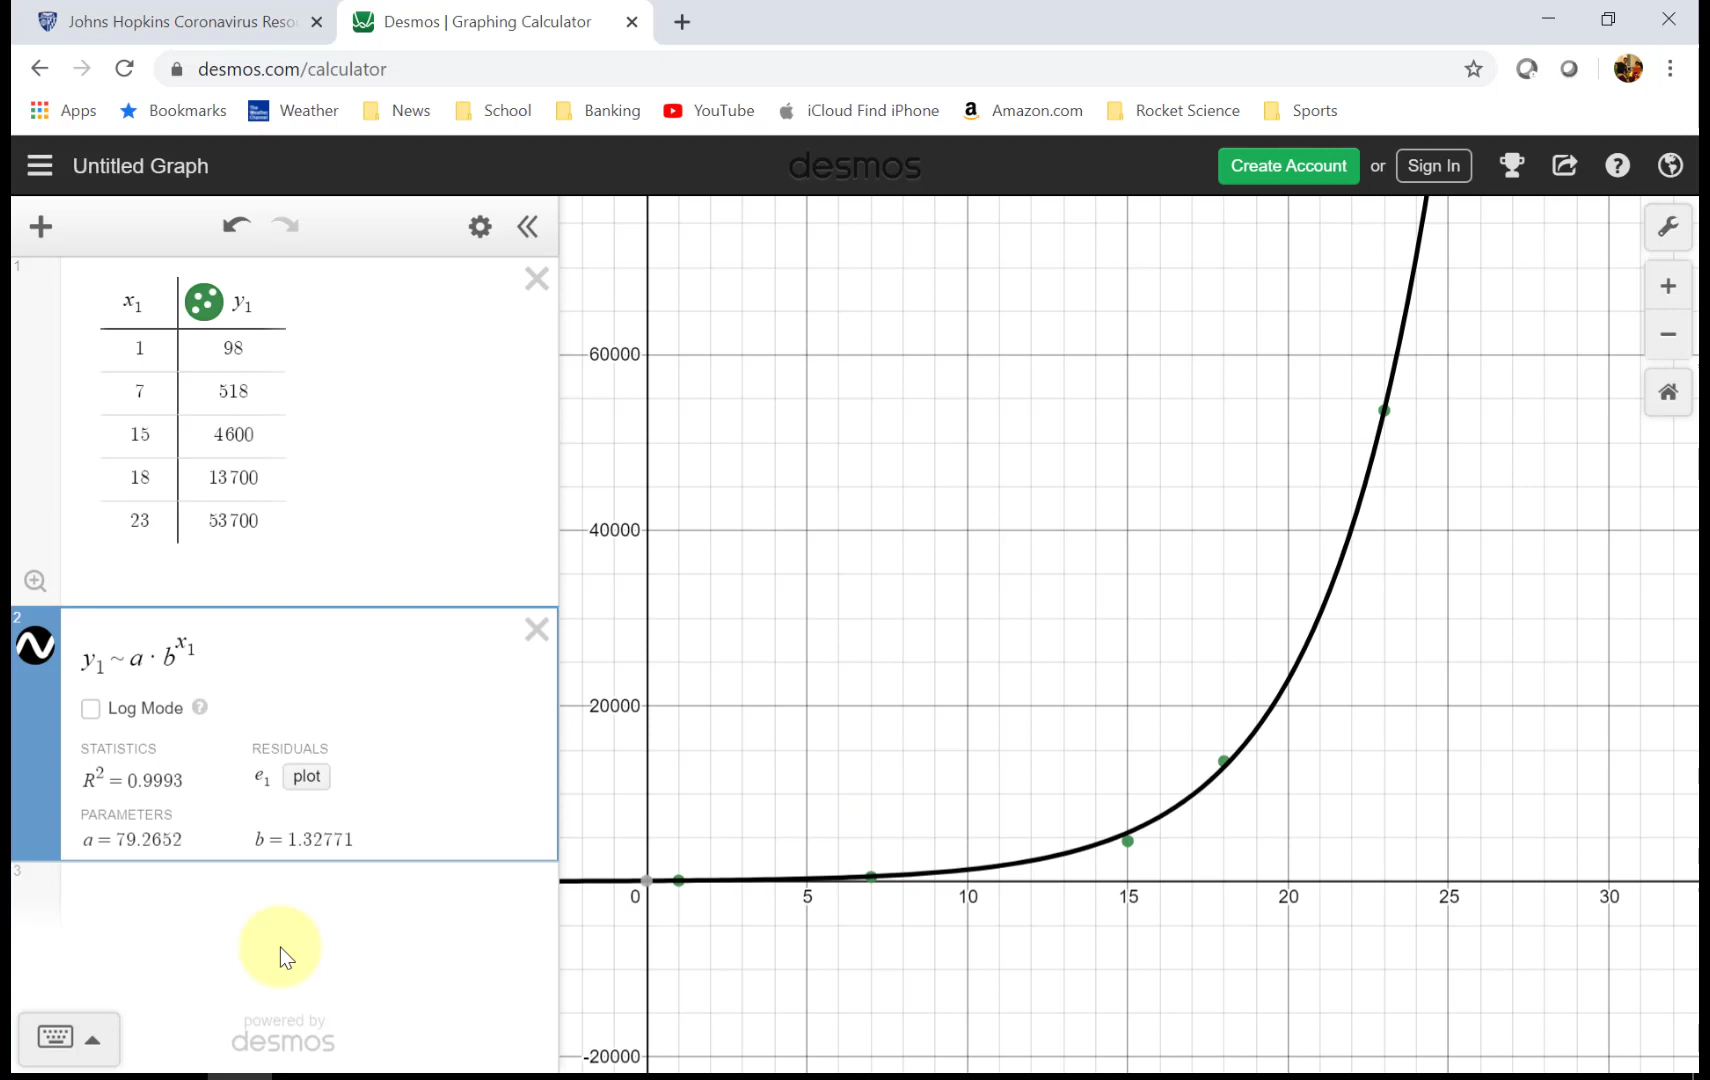 Johns Hopkins Coronavirus Reso
Desmos | Graphing Calculator
desmos.com/calculator
Apps Bookmarks Weather News School Banking YouTube iCloud Find iPhone Amazon.com Rocket Science Sports
Untitled Graph
desmos
Create Account or Sign In
1
x₁ y₁
1 98
7 518
15 4600
18 13700
23 53700
2
y₁ ~ a · b^x₁
Log Mode
STATISTICS RESIDUALS
R² = 0.9993 e₁ plot
PARAMETERS
a = 79.2652 b = 1.32771
3
powered by
desmos
60000
40000
20000
0 5 10 15 20 25 30
-20000